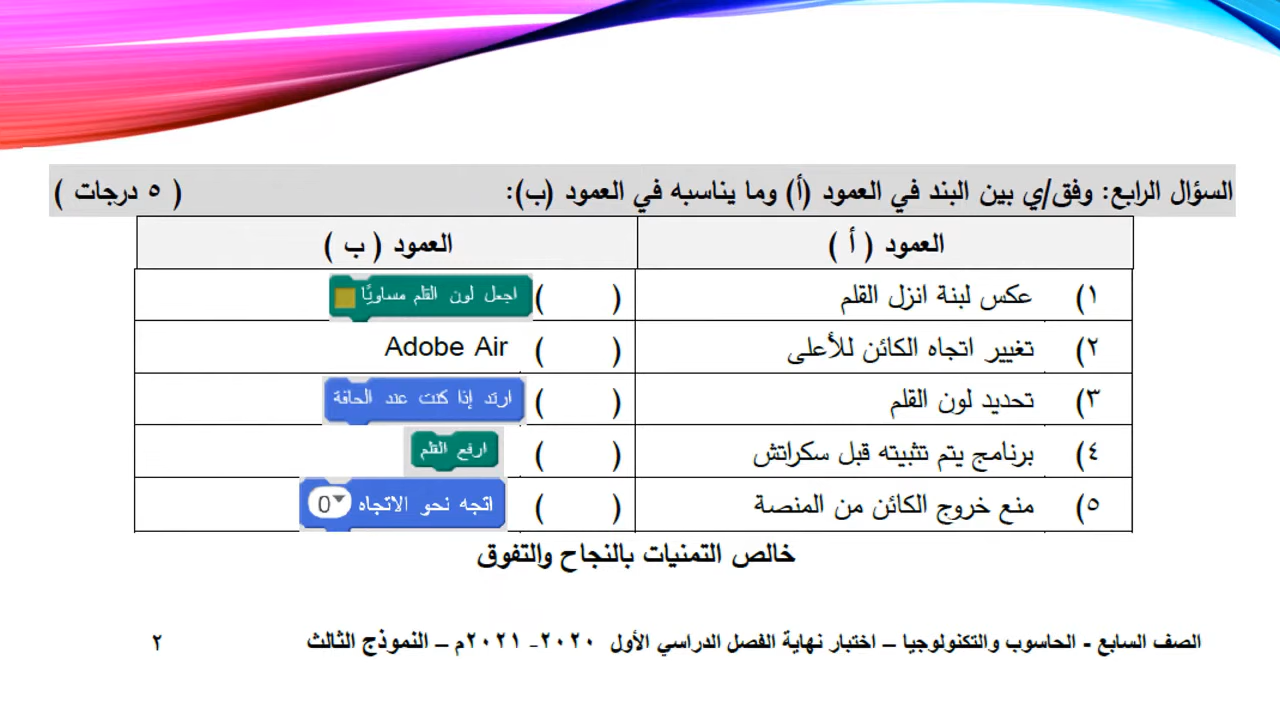 السؤال الرابع: وفق/ي بين البند في العمود (أ) وما يناسبه في العمود (ب): ( ٥ درجات )
العمود ( أ ) العمود ( ب )
١) عكس لبنة انزل القلم ( ) اجعل لون القلم مساويًا
٢) تغيير اتجاه الكائن للأعلى ( ) Adobe Air
٣) تحديد لون القلم ( ) ارتد إذا كنت عند الحافة
٤) برنامج يتم تثبيته قبل سكراتش ( ) ارفع القلم
٥) منع خروج الكائن من المنصة ( ) اتجه نحو الاتجاه 0
خالص التمنيات بالنجاح والتفوق
الصف السابع - الحاسوب والتكنولوجيا – اختبار نهاية الفصل الدراسي الأول ٢٠٢٠- ٢٠٢١م – النموذج الثالث ٢